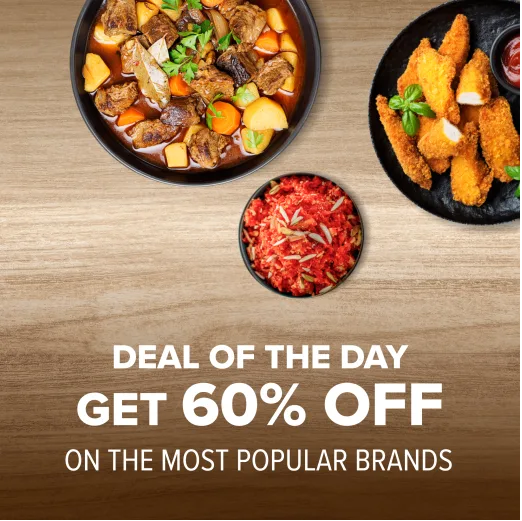 DEAL OF THE DAY
GET 60% OFF
ON THE MOST POPULAR BRANDS